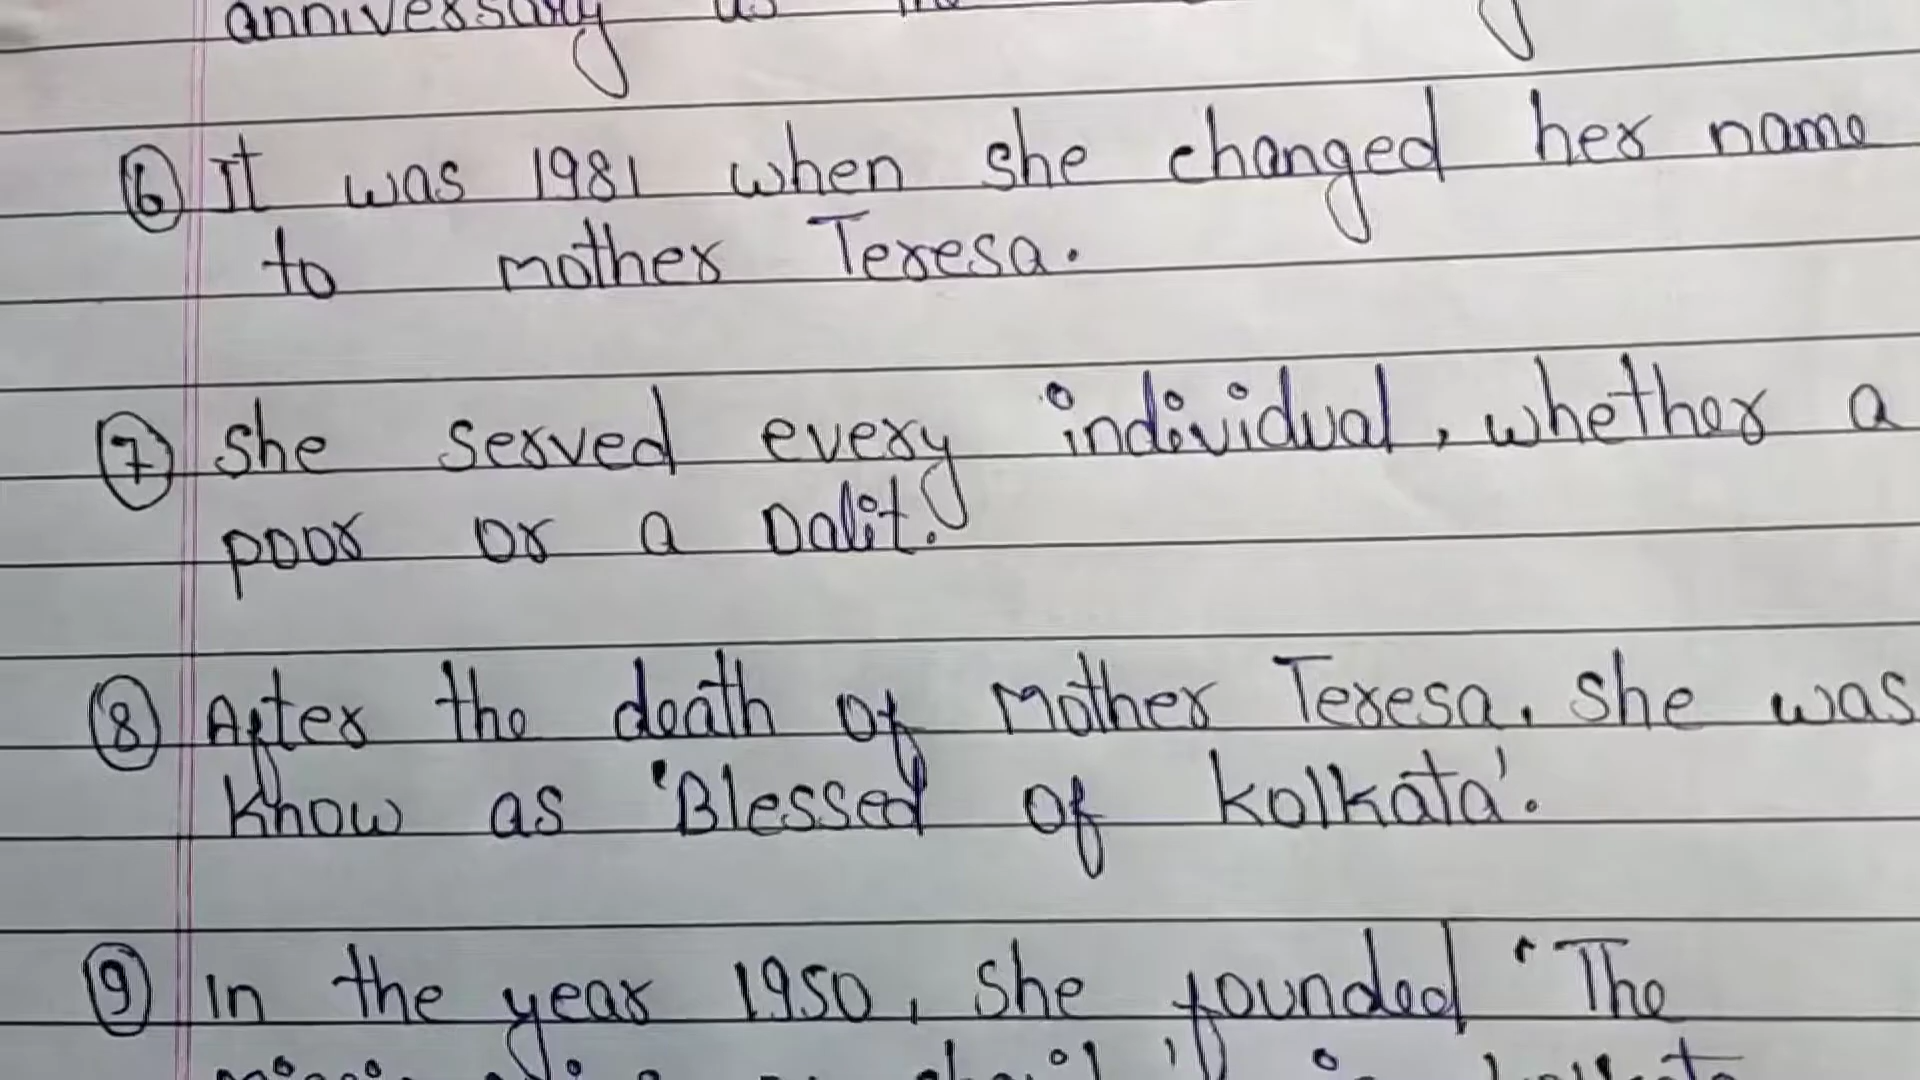 anniversary as
⑥ It was 1981 when she changed her name
to mother Teresa.
⑦ She served every individual, whether a
poor or a Dalit.
⑧ After the death of Mother Teresa, she was
know as 'Blessed of Kolkata'.
⑨ In the year 1950, she founded 'The